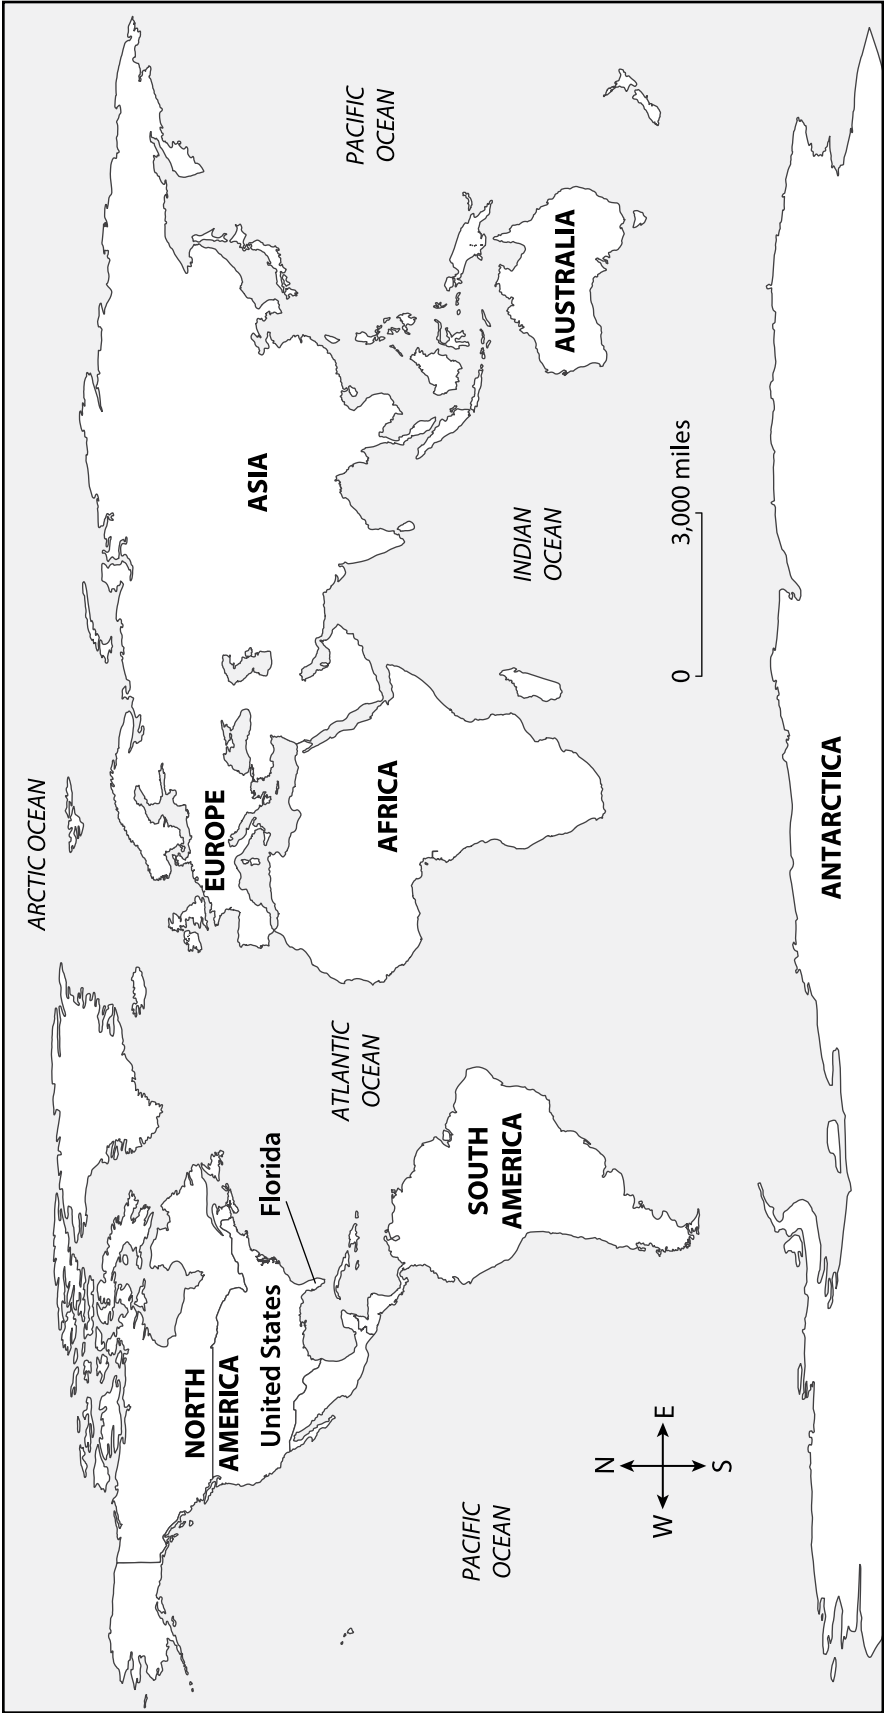 ARCTIC OCEAN
NORTH
AMERICA
United States
Florida
EUROPE
ASIA
ATLANTIC
OCEAN
AFRICA
PACIFIC
OCEAN
PACIFIC
OCEAN
SOUTH
AMERICA
INDIAN
OCEAN
AUSTRALIA
N
W E
S
0 3,000 miles
ANTARCTICA